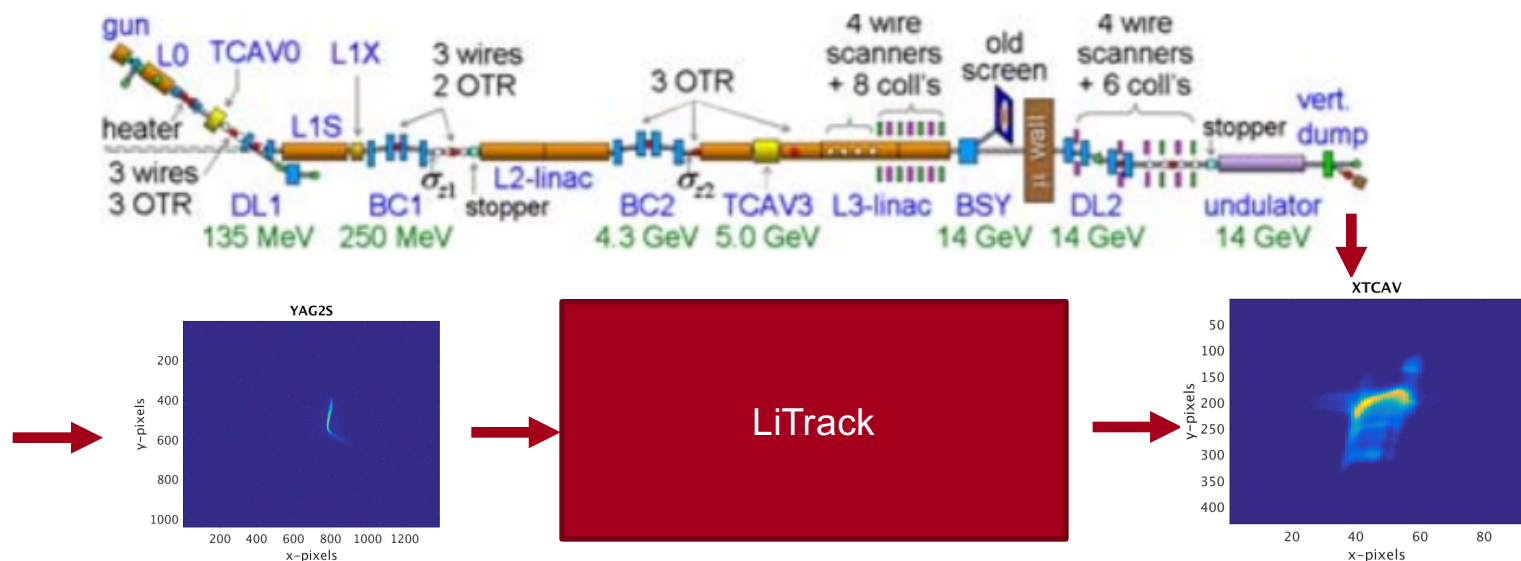 gun
L0
TCAV0
L1X
3 wires
2 OTR
3 OTR
4 wire
scanners
+ 8 coll's
old
screen
4 wire
scanners
+ 6 coll's
vert.
dump
heater
L1S
stopper
wall
3 wires
3 OTR
DL1
BC1
σz1
stopper
L2-linac
BC2
σz2
TCAV3
L3-linac
BSY
DL2
undulator
135 MeV
250 MeV
4.3 GeV
5.0 GeV
14 GeV
14 GeV
14 GeV
YAG2S
y-pixels
200
400
600
800
1000
200 400 600 800 1000 1200
x-pixels
LiTrack
XTCAV
y-pixels
50
100
150
200
250
300
350
400
20 40 60 80
x-pixels